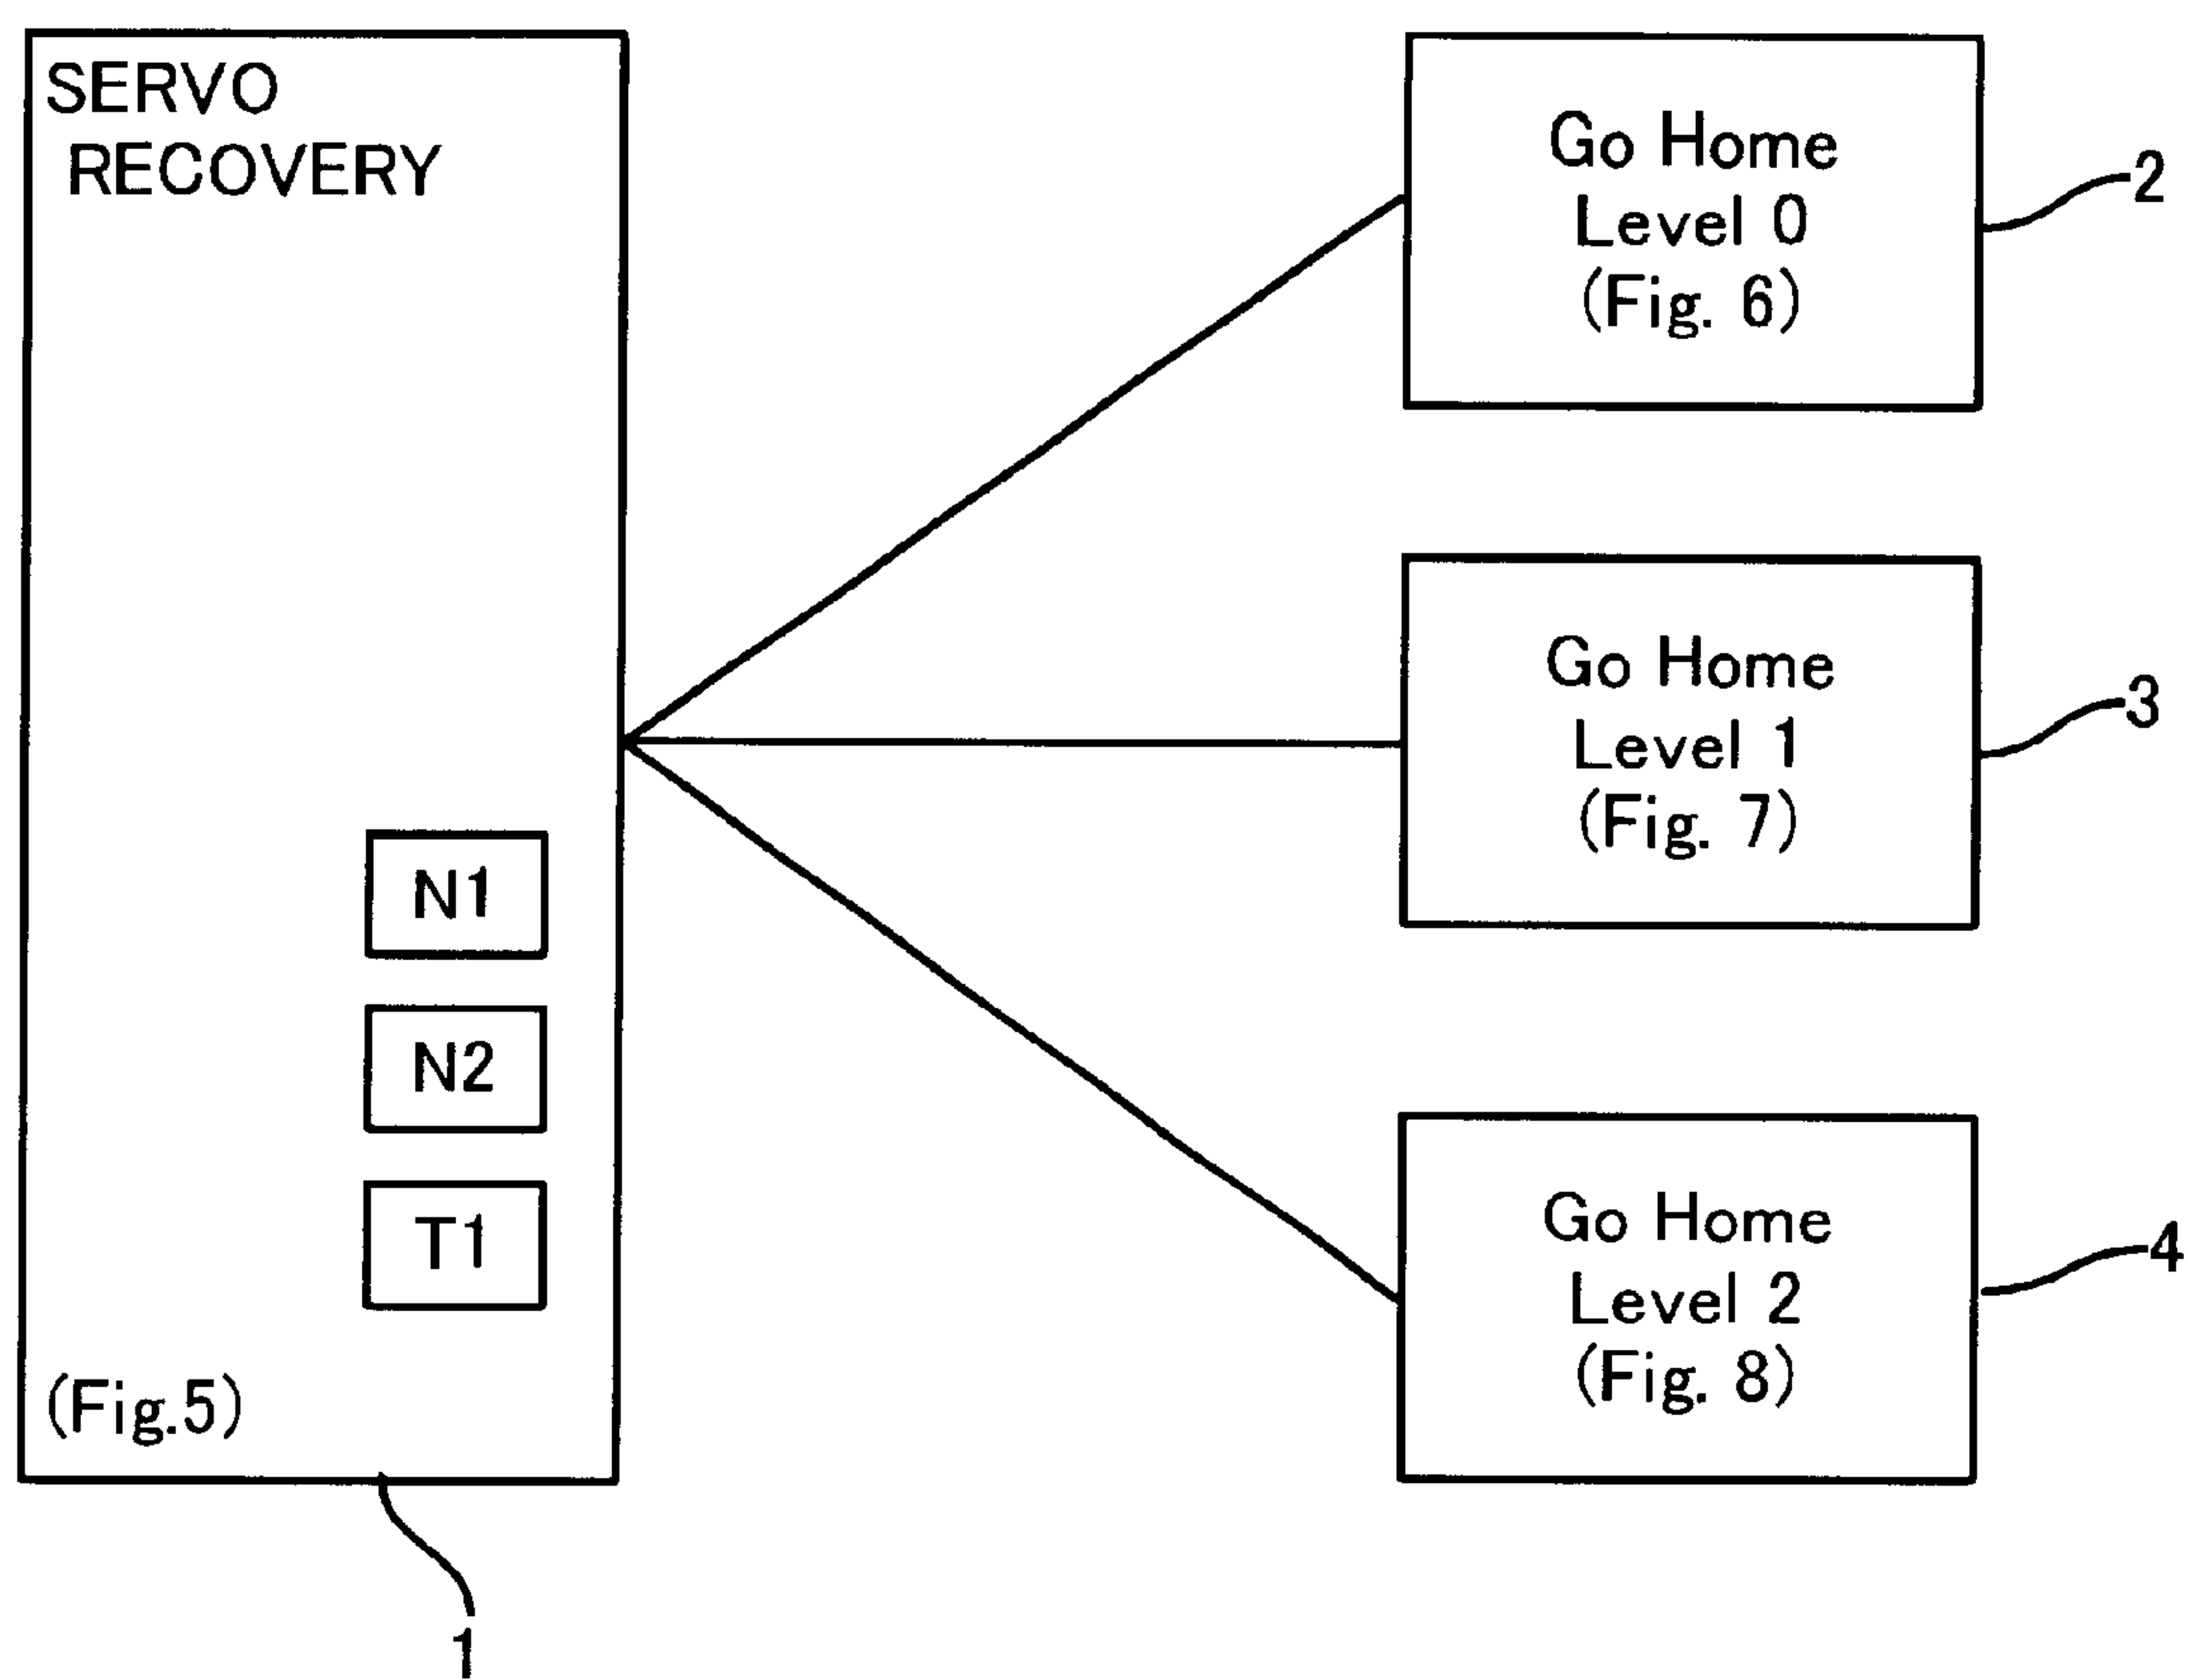 SERVO
RECOVERY
N1
N2
T1
(Fig.5)
1
Go Home
Level 0
(Fig. 6)
2
Go Home
Level 1
(Fig. 7)
3
Go Home
Level 2
(Fig. 8)
4